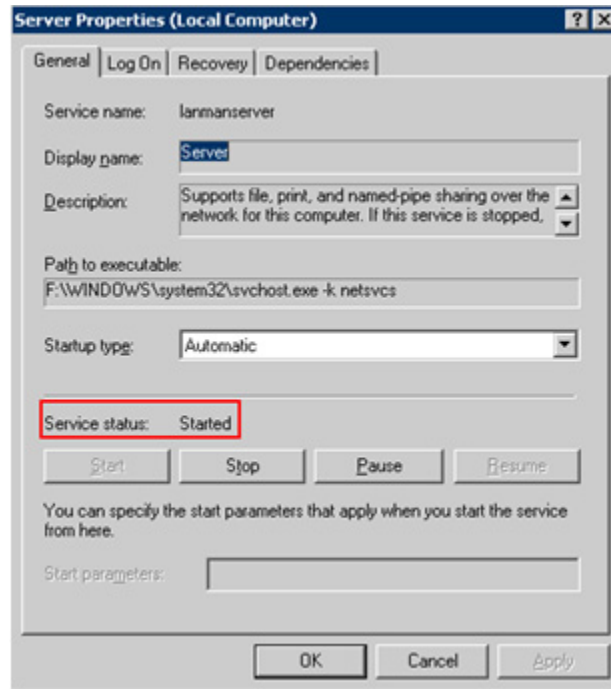 Server Properties (Local Computer)
General Log On Recovery Dependencies
Service name: lanmanserver
Display name: Server
Description: Supports file, print, and named-pipe sharing over the
network for this computer. If this service is stopped,
Path to executable:
F:\WINDOWS\system32\svchost.exe -k netsvcs
Startup type: Automatic
Service status: Started
Start Stop Pause Resume
You can specify the start parameters that apply when you start the service
from here.
Start parameters:
OK Cancel Apply